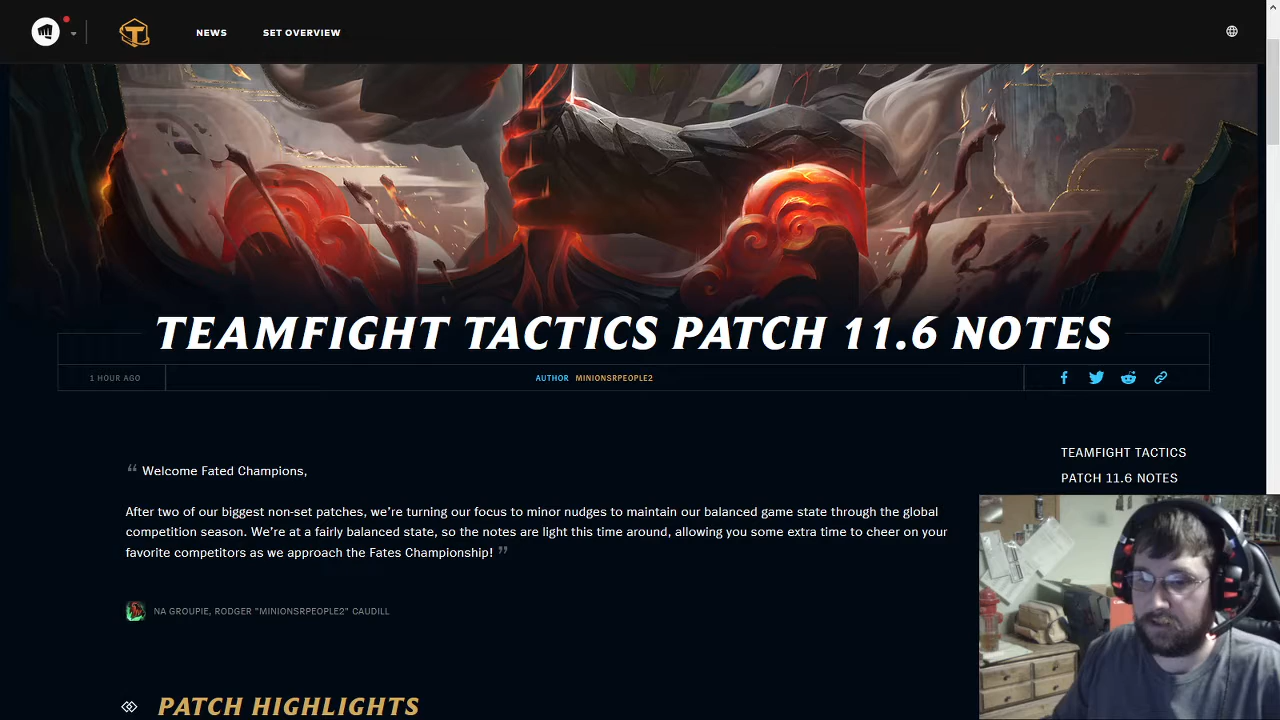 NEWS
SET OVERVIEW
TEAMFIGHT TACTICS PATCH 11.6 NOTES
1 HOUR AGO
AUTHOR MINIONSRPEOPLE2
“ Welcome Fated Champions,
After two of our biggest non-set patches, we’re turning our focus to minor nudges to maintain our balanced game state through the global
competition season. We’re at a fairly balanced state, so the notes are light this time around, allowing you some extra time to cheer on your
favorite competitors as we approach the Fates Championship! ”
NA GROUPIE, RODGER "MINIONSRPEOPLE2" CAUDILL
TEAMFIGHT TACTICS
PATCH 11.6 NOTES
PATCH HIGHLIGHTS